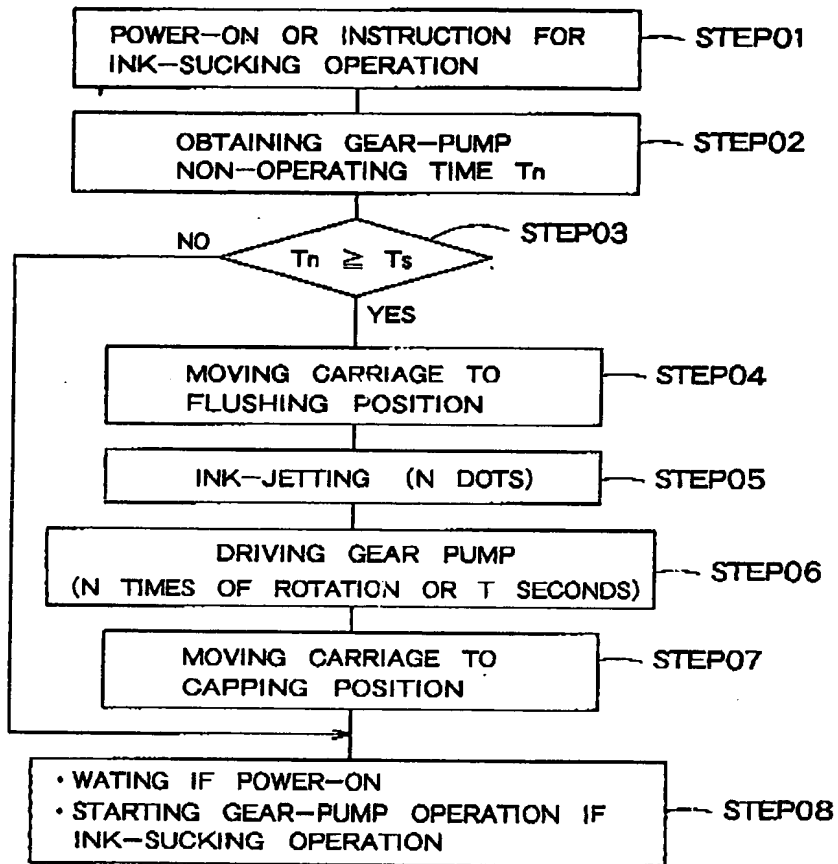 POWER-ON OR INSTRUCTION FOR
INK-SUCKING OPERATION
STEP01
OBTAINING GEAR-PUMP
NON-OPERATING TIME Tn
STEP02
Tn ≧ Ts
STEP03
NO
YES
MOVING CARRIAGE TO
FLUSHING POSITION
STEP04
INK-JETTING (N DOTS)
STEP05
DRIVING GEAR PUMP
(N TIMES OF ROTATION OR T SECONDS)
STEP06
MOVING CARRIAGE TO
CAPPING POSITION
STEP07
・WATING IF POWER-ON
・STARTING GEAR-PUMP OPERATION IF
INK-SUCKING OPERATION
STEP08